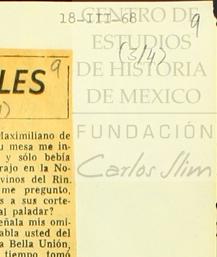 18-III-68
9
CENTRO DE
ESTUDIOS
(3/4)
DE HISTORIA
DE MEXICO
FUNDACIÓN
Carlos Slim
9
LES
Maximiliano de
u mesa me in-
y sólo bebía
rajo en la No-
vinos del Rin.
me pregunto,
s a sus corte-
al paladar?
eñala mis omi-
abla usted del
a Bella Unión,
tiempo tomó